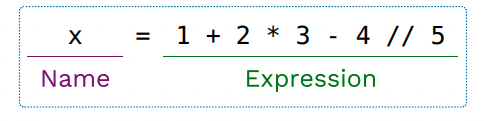 x = 1 + 2 * 3 - 4 // 5
Name Expression